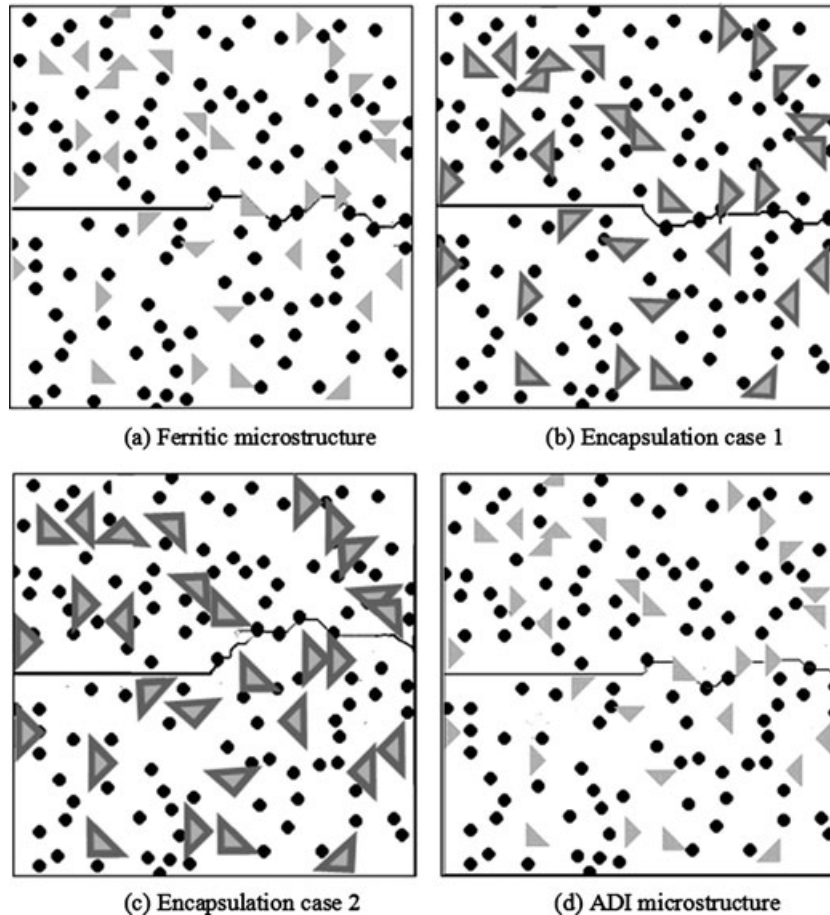 (a) Ferritic microstructure
(b) Encapsulation case 1
(c) Encapsulation case 2
(d) ADI microstructure